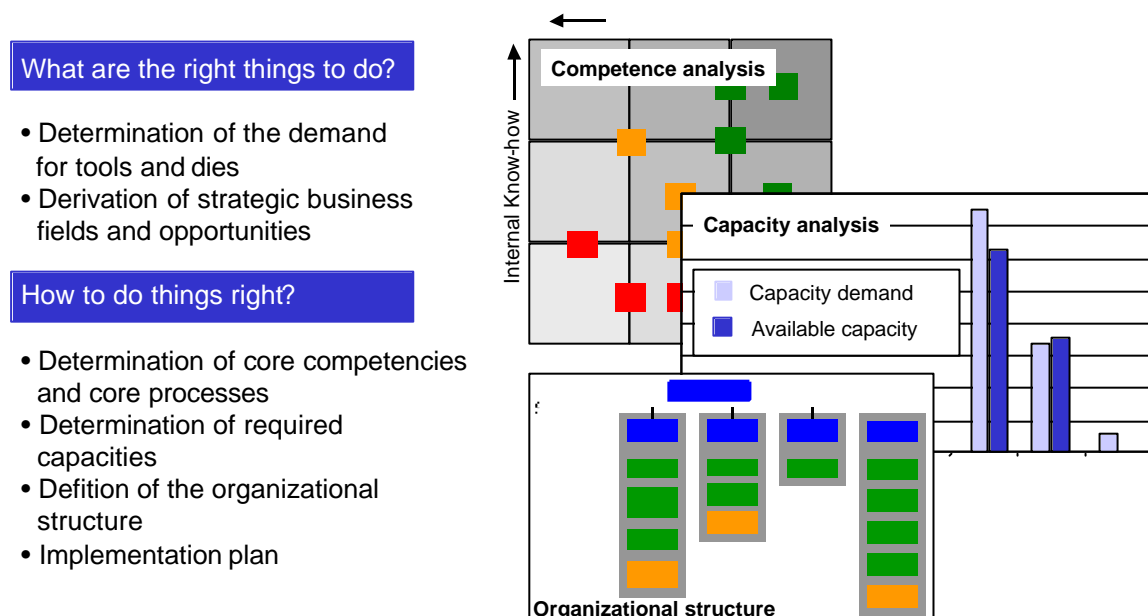 What are the right things to do?
• Determination of the demand
for tools and dies
• Derivation of strategic business
fields and opportunities
How to do things right?
• Determination of core competencies
and core processes
• Determination of required
capacities
• Defition of the organizational
structure
• Implementation plan
Competence analysis
Internal Know-how
Capacity analysis
Capacity demand
Available capacity
Organizational structure